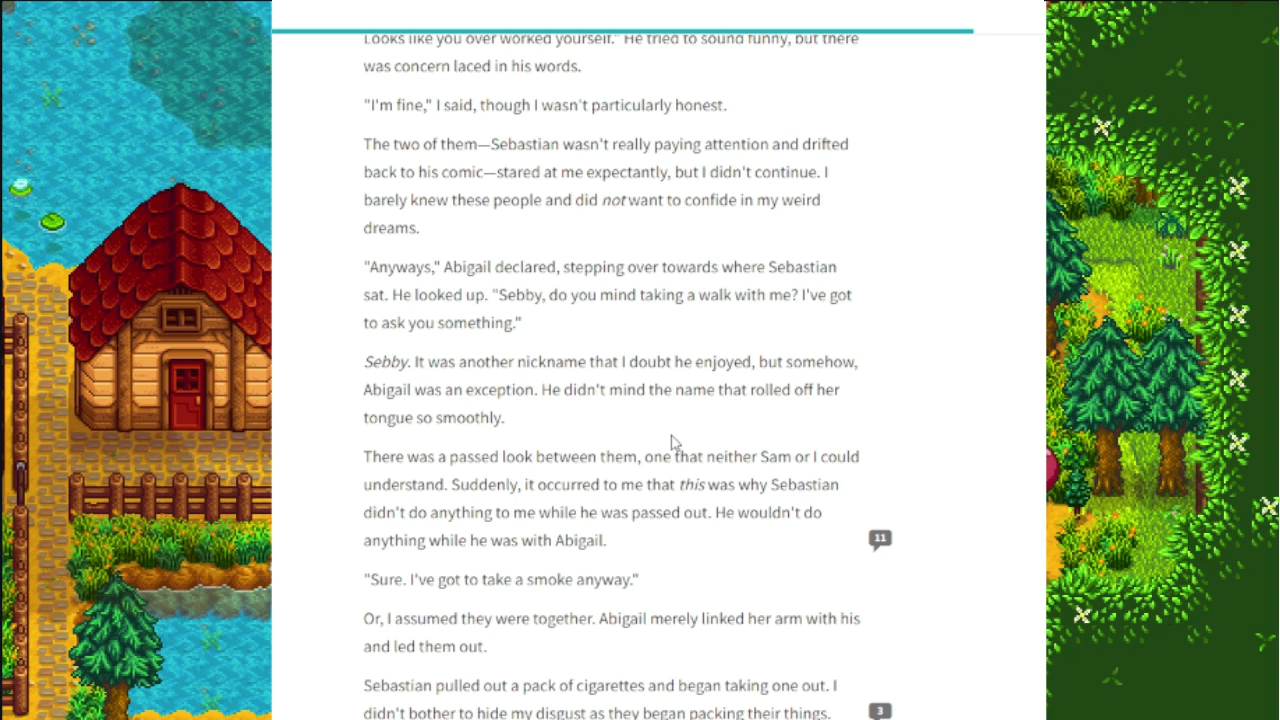 Looks like you over worked yourself." He tried to sound funny, but there
was concern laced in his words.
"I'm fine," I said, though I wasn't particularly honest.
The two of them—Sebastian wasn't really paying attention and drifted
back to his comic—stared at me expectantly, but I didn't continue. I
barely knew these people and did not want to confide in my weird
dreams.
"Anyways," Abigail declared, stepping over towards where Sebastian
sat. He looked up. "Sebby, do you mind taking a walk with me? I've got
to ask you something."
Sebby. It was another nickname that I doubt he enjoyed, but somehow,
Abigail was an exception. He didn't mind the name that rolled off her
tongue so smoothly.
There was a passed look between them, one that neither Sam or I could
understand. Suddenly, it occurred to me that this was why Sebastian
didn't do anything to me while he was passed out. He wouldn't do
anything while he was with Abigail.
11
"Sure. I've got to take a smoke anyway."
Or, I assumed they were together. Abigail merely linked her arm with his
and led them out.
Sebastian pulled out a pack of cigarettes and began taking one out. I
didn't bother to hide my disgust as they began packing their things.
3